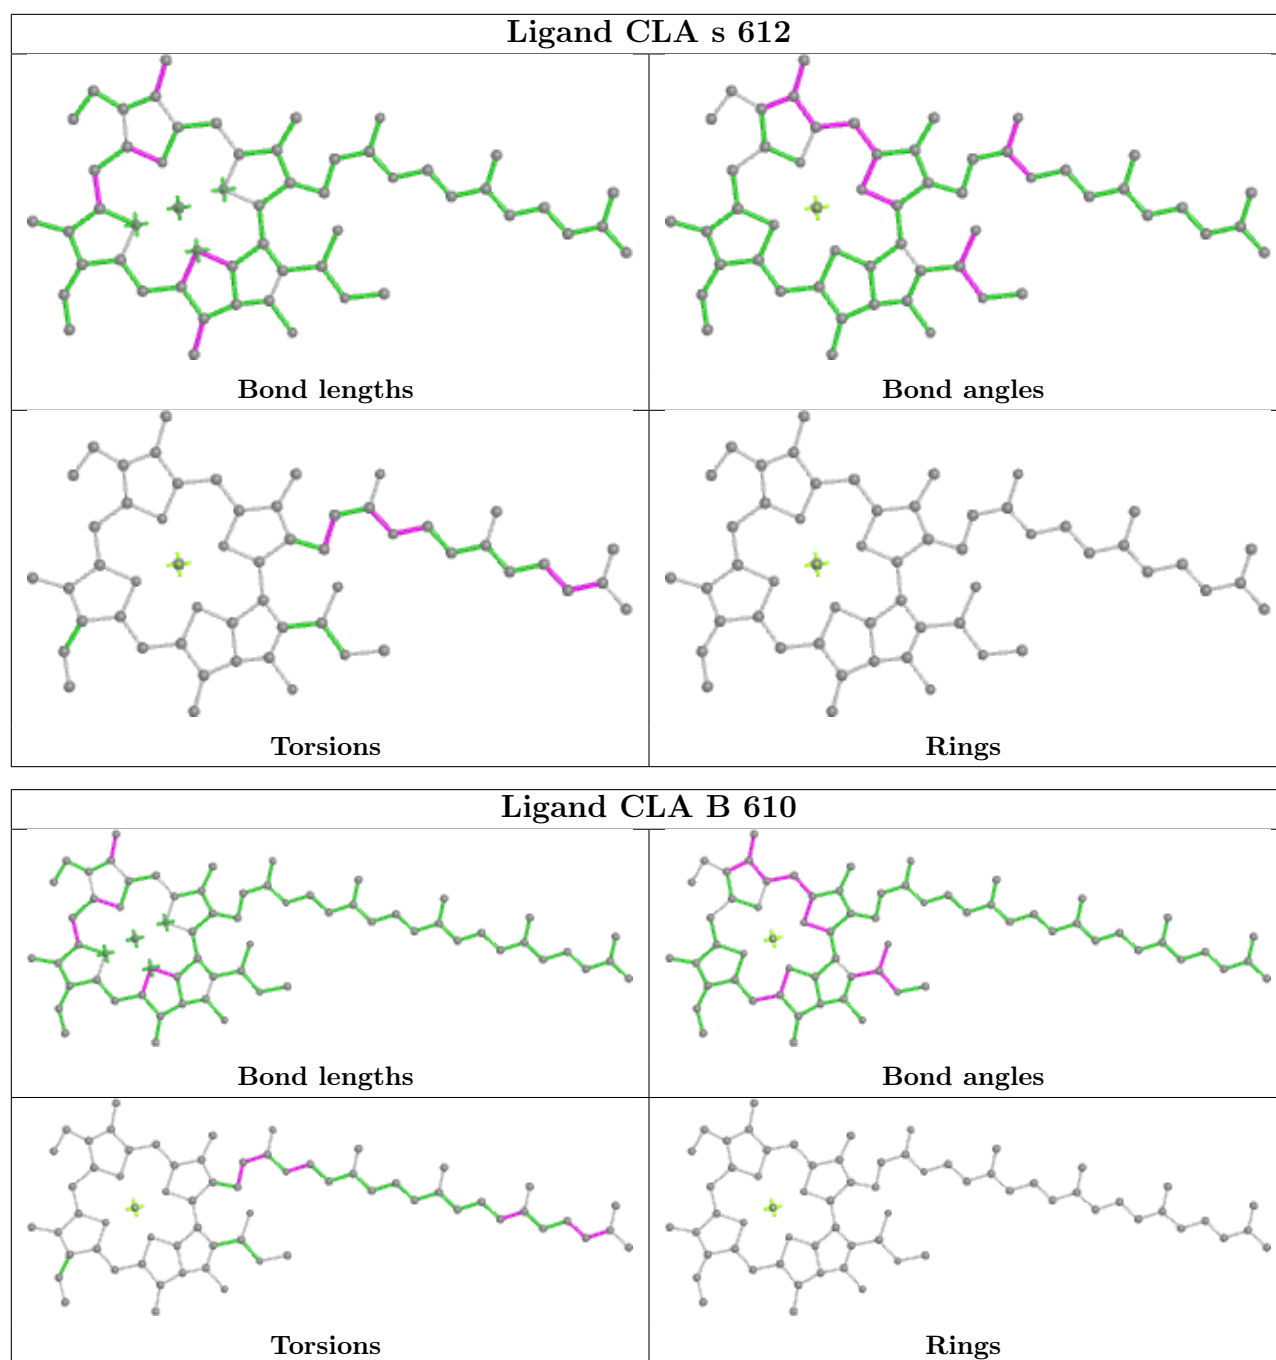 Ligand CLA s 612
Bond lengths
Bond angles
Torsions
Rings
Ligand CLA B 610
Bond lengths
Bond angles
Torsions
Rings